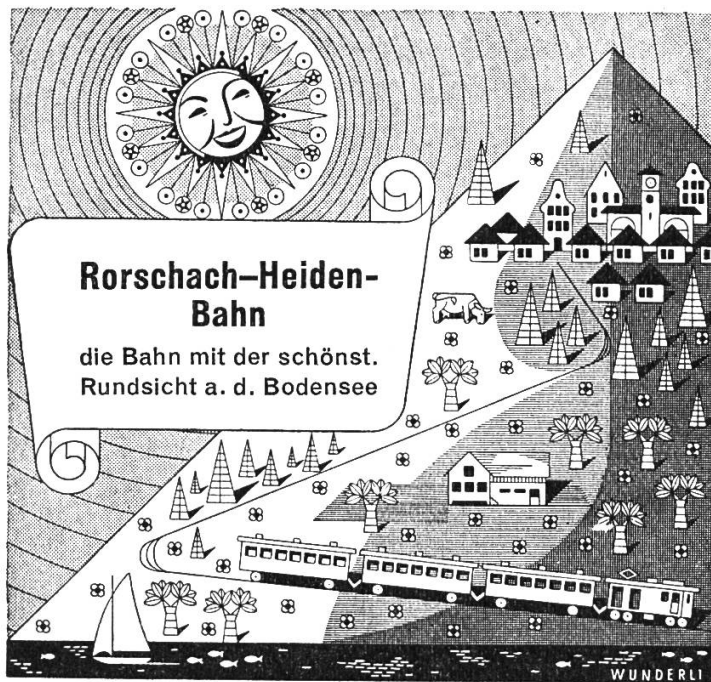 Rorschach–Heiden-
Bahn
die Bahn mit der schönst.
Rundsicht a. d. Bodensee
WUNDERLI